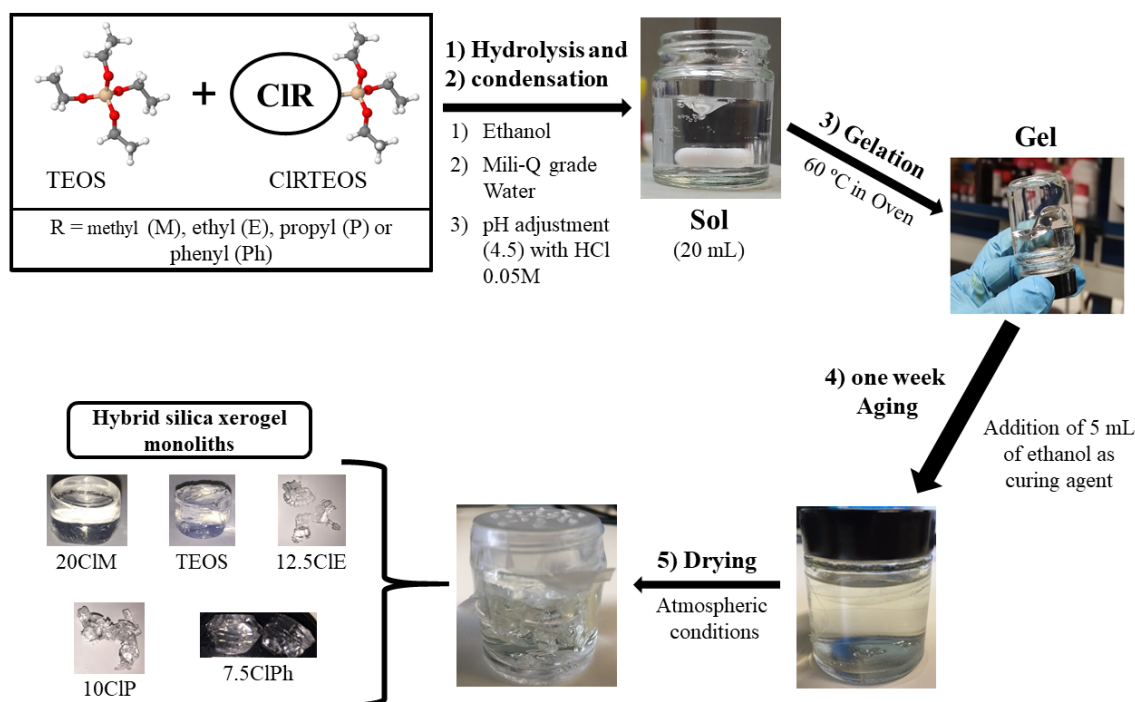 1) Hydrolysis and
2) condensation
ClR
+
TEOS
ClRTEOS
R = methyl (M), ethyl (E), propyl (P) or
phenyl (Ph)
1) Ethanol
2) Mili-Q grade
Water
3) pH adjustment
(4.5) with HCl
0.05M
Sol
(20 mL)
3) Gelation
60 ºC in Oven
Gel
4) one week
Aging
Addition of 5 mL
of ethanol as
curing agent
5) Drying
Atmospheric
conditions
Hybrid silica xerogel
monoliths
20ClM
TEOS
12.5ClE
10ClP
7.5ClPh